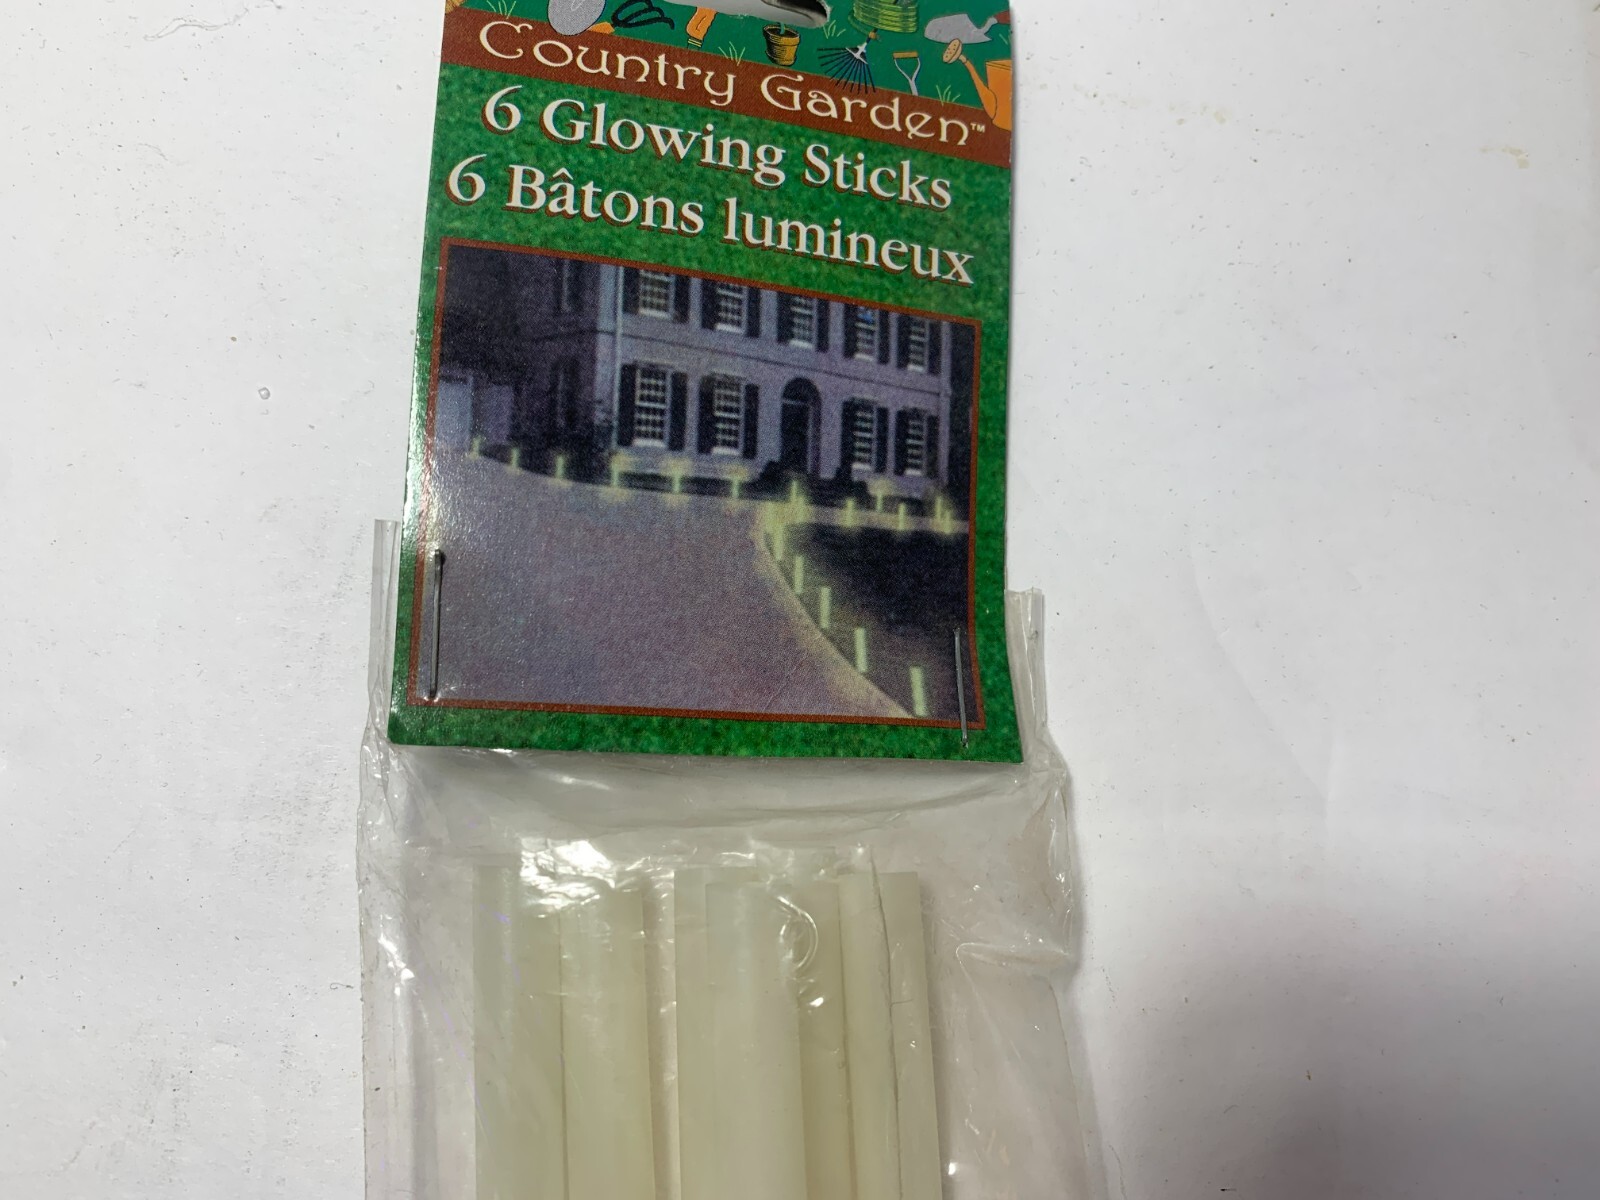 Country Garden™
6 Glowing Sticks
6 Bâtons lumineux